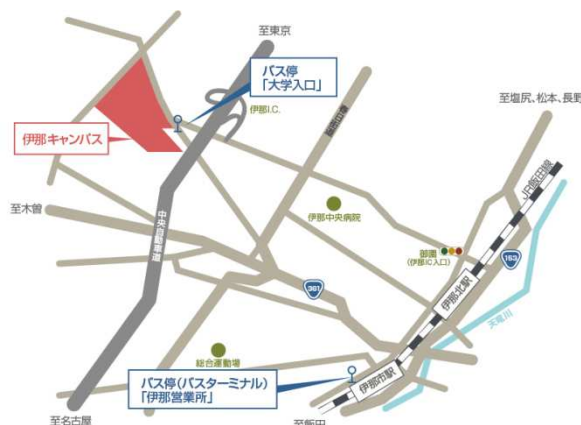 至東京
バス停
「大学入口」
至塩尻、松本、長野
伊那I.C.
伊那キャンパス
JR飯田線
至木曽
中央自動車道
伊那中央病院
御園
(伊那IC入口)
153
伊那北駅
361
天竜川
総合運動場
伊那市駅
バス停(バスターミナル)
「伊那営業所」
至名古屋
至飯田